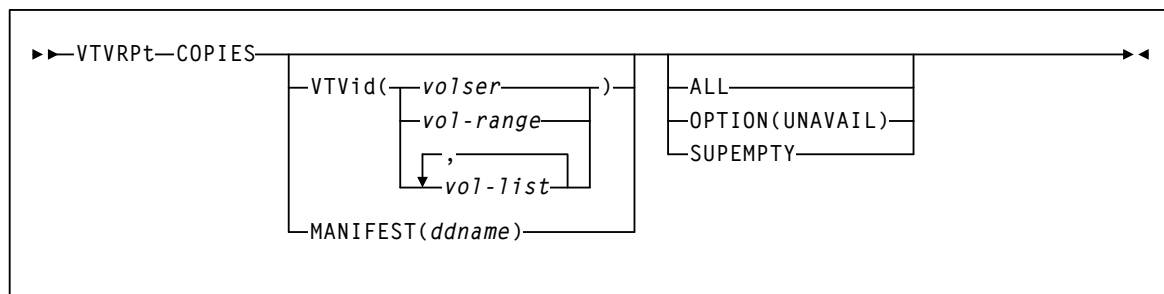 VTVRPt COPIES
VTVid( volser )
vol-range
,
vol-list
MANIFEST(ddname)
ALL
OPTION(UNAVAIL)
SUPEMPTY